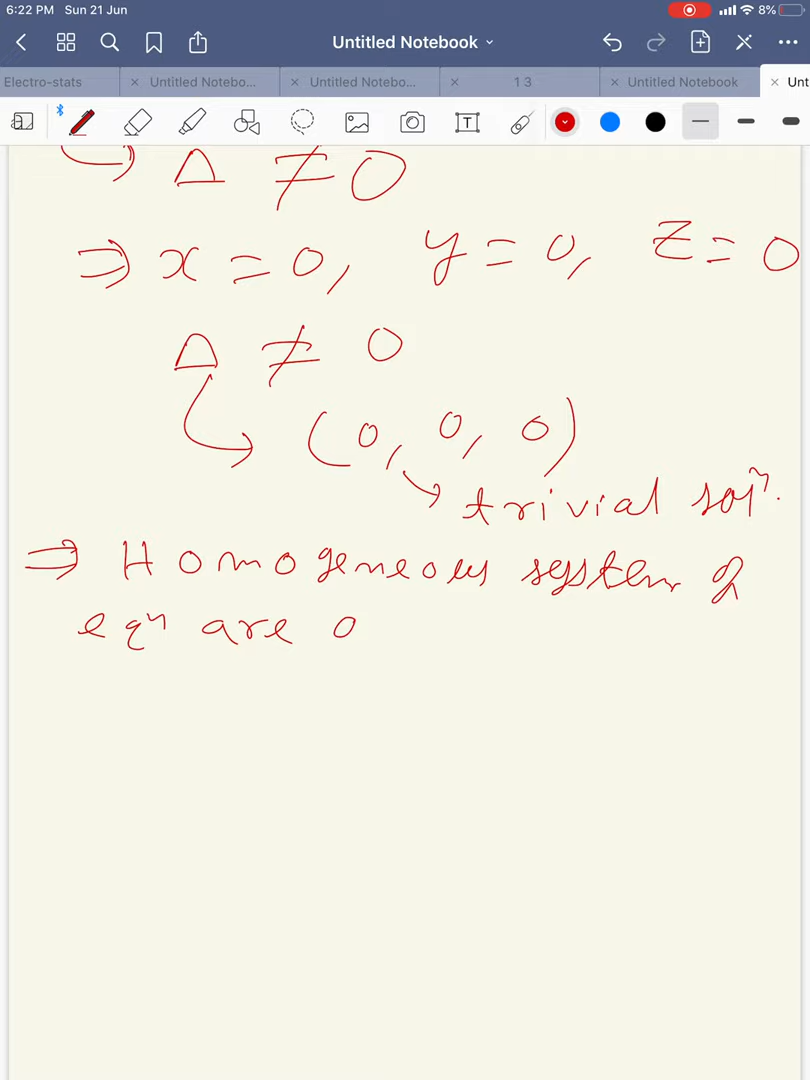 6:22 PM Sun 21 Jun 8%
Untitled Notebook
Electro-stats Untitled Notebo... Untitled Notebo... 1 3 Untitled Notebook Unt
Δ ≠ 0
⇒ x = 0, y = 0, z = 0
Δ ≠ 0
(0, 0, 0)
trivial solⁿ.
⇒ Homogeneous system of
eqⁿ are 0